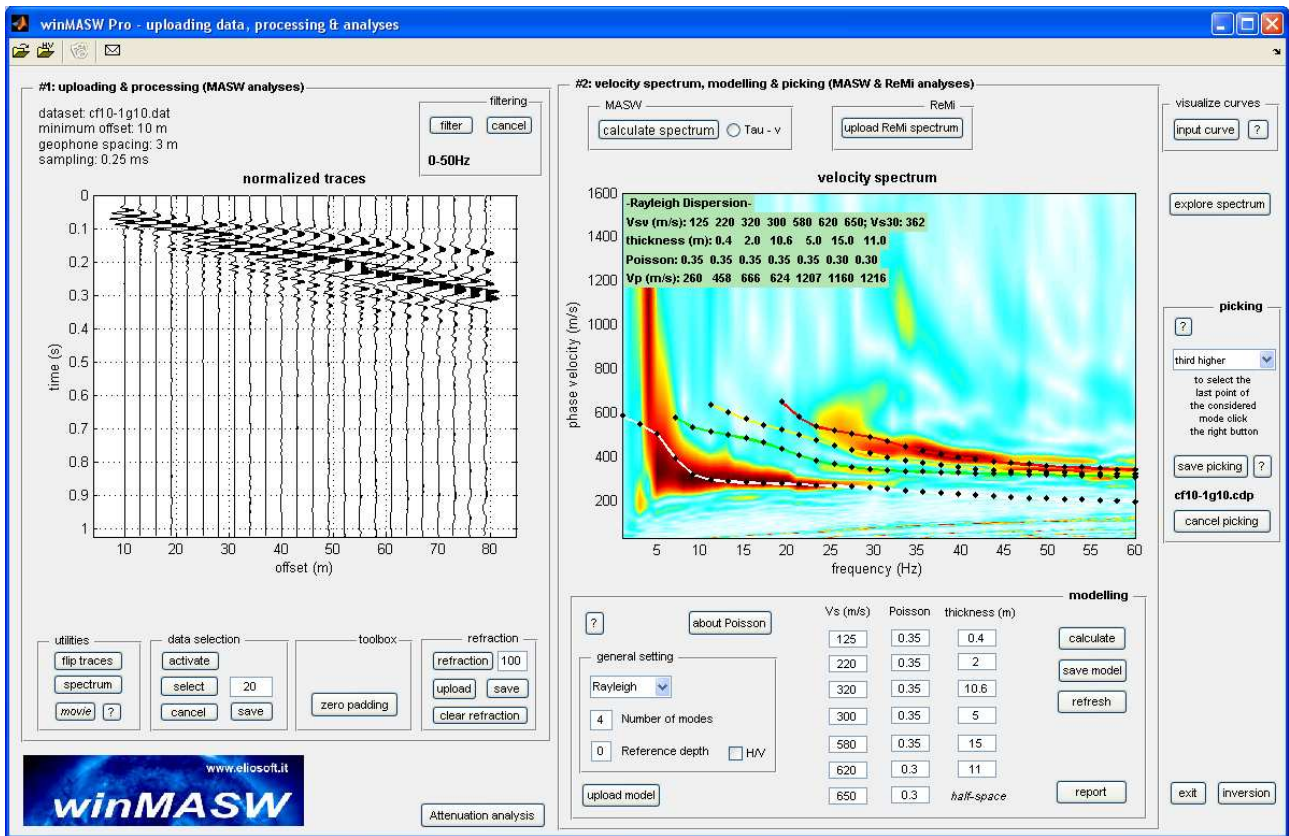 winMASW Pro - uploading data, processing & analyses
HV
#1: uploading & processing (MASW analyses)
dataset: cf10-1g10.dat
minimum offset: 10 m
geophone spacing: 3 m
sampling: 0.25 ms
filtering
filter cancel
0-50Hz
normalized traces
0
0.1
0.2
0.3
0.4
0.5
0.6
0.7
0.8
0.9
1
time (s)
10 20 30 40 50 60 70 80
offset (m)
utilities
flip traces
spectrum
movie ?
data selection
activate
select 20
cancel save
toolbox
zero padding
refraction
refraction 100
upload save
clear refraction
www.eliosoft.it
winMASW
Attenuation analysis
#2: velocity spectrum, modelling & picking (MASW & ReMi analyses)
MASW
calculate spectrum Tau - v
ReMi
upload ReMi spectrum
velocity spectrum
-Rayleigh Dispersion-
Vsv (m/s): 125 220 320 300 580 620 650; Vs30: 362
thickness (m): 0.4 2.0 10.6 5.0 15.0 11.0
Poisson: 0.35 0.35 0.35 0.35 0.35 0.30 0.30
Vp (m/s): 260 458 666 624 1207 1160 1216
1600
1400
1200
1000
800
600
400
200
phase velocity (m/s)
5 10 15 20 25 30 35 40 45 50 55 60
frequency (Hz)
modelling
? about Poisson
general setting
Rayleigh
4 Number of modes
0 Reference depth H/V
upload model
Vs (m/s) Poisson thickness (m)
125 0.35 0.4
220 0.35 2
320 0.35 10.6
300 0.35 5
580 0.35 15
620 0.3 11
650 0.3 half-space
calculate
save model
refresh
report
visualize curves
input curve ?
explore spectrum
picking
?
third higher
to select the
last point of
the considered
mode click
the right button
save picking ?
cf10-1g10.cdp
cancel picking
exit inversion